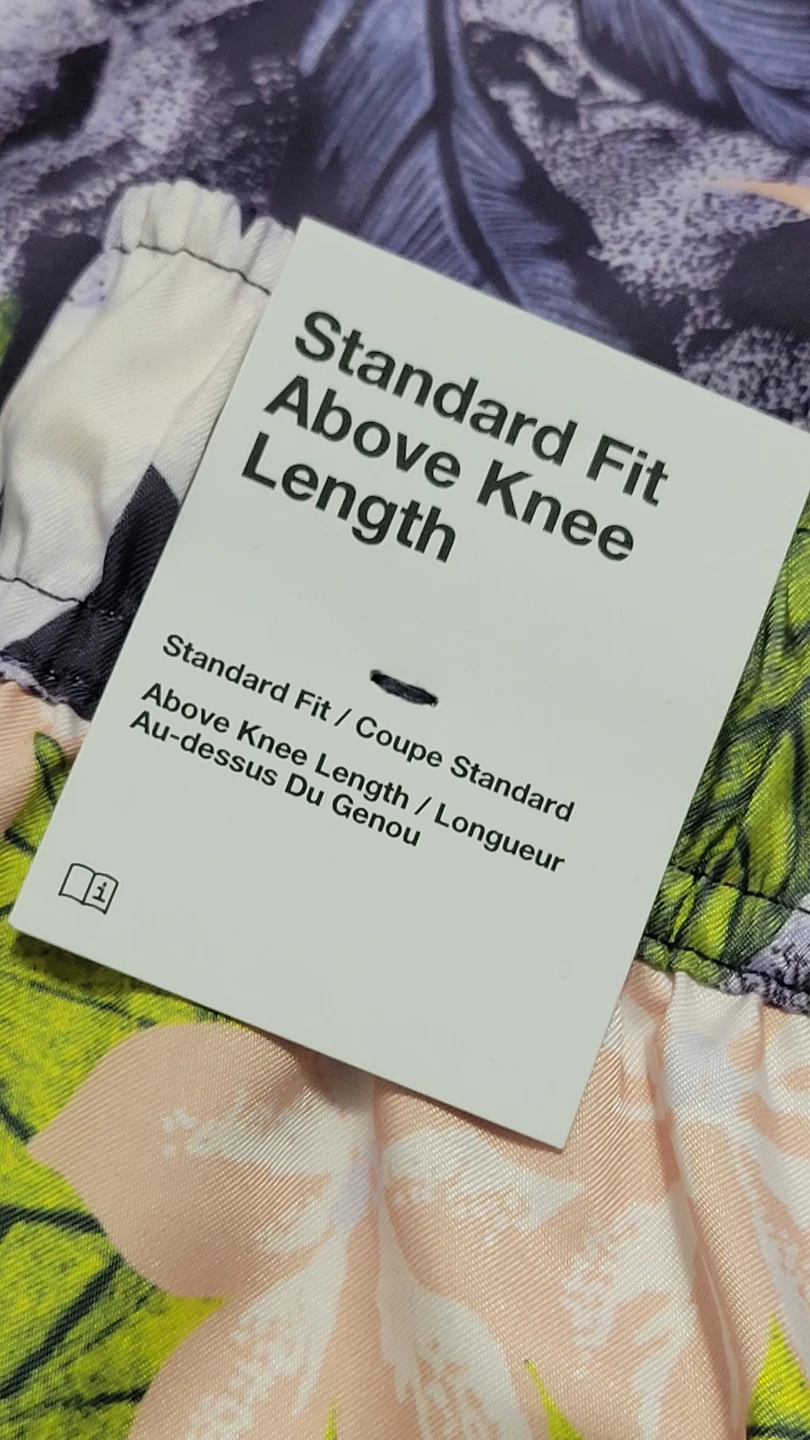 Standard Fit
Above Knee
Length
Standard Fit / Coupe Standard
Above Knee Length / Longueur
Au-dessus Du Genou
i